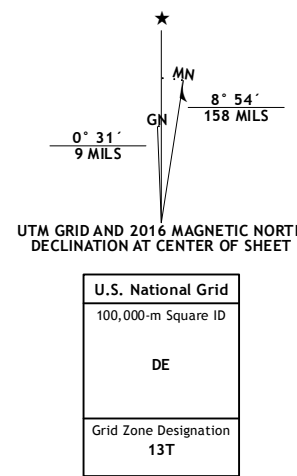 MN
GN
8° 54´
158 MILS
0° 31´
9 MILS
UTM GRID AND 2016 MAGNETIC NORTH
DECLINATION AT CENTER OF SHEET
U.S. National Grid
100,000-m Square ID
DE
Grid Zone Designation
13T